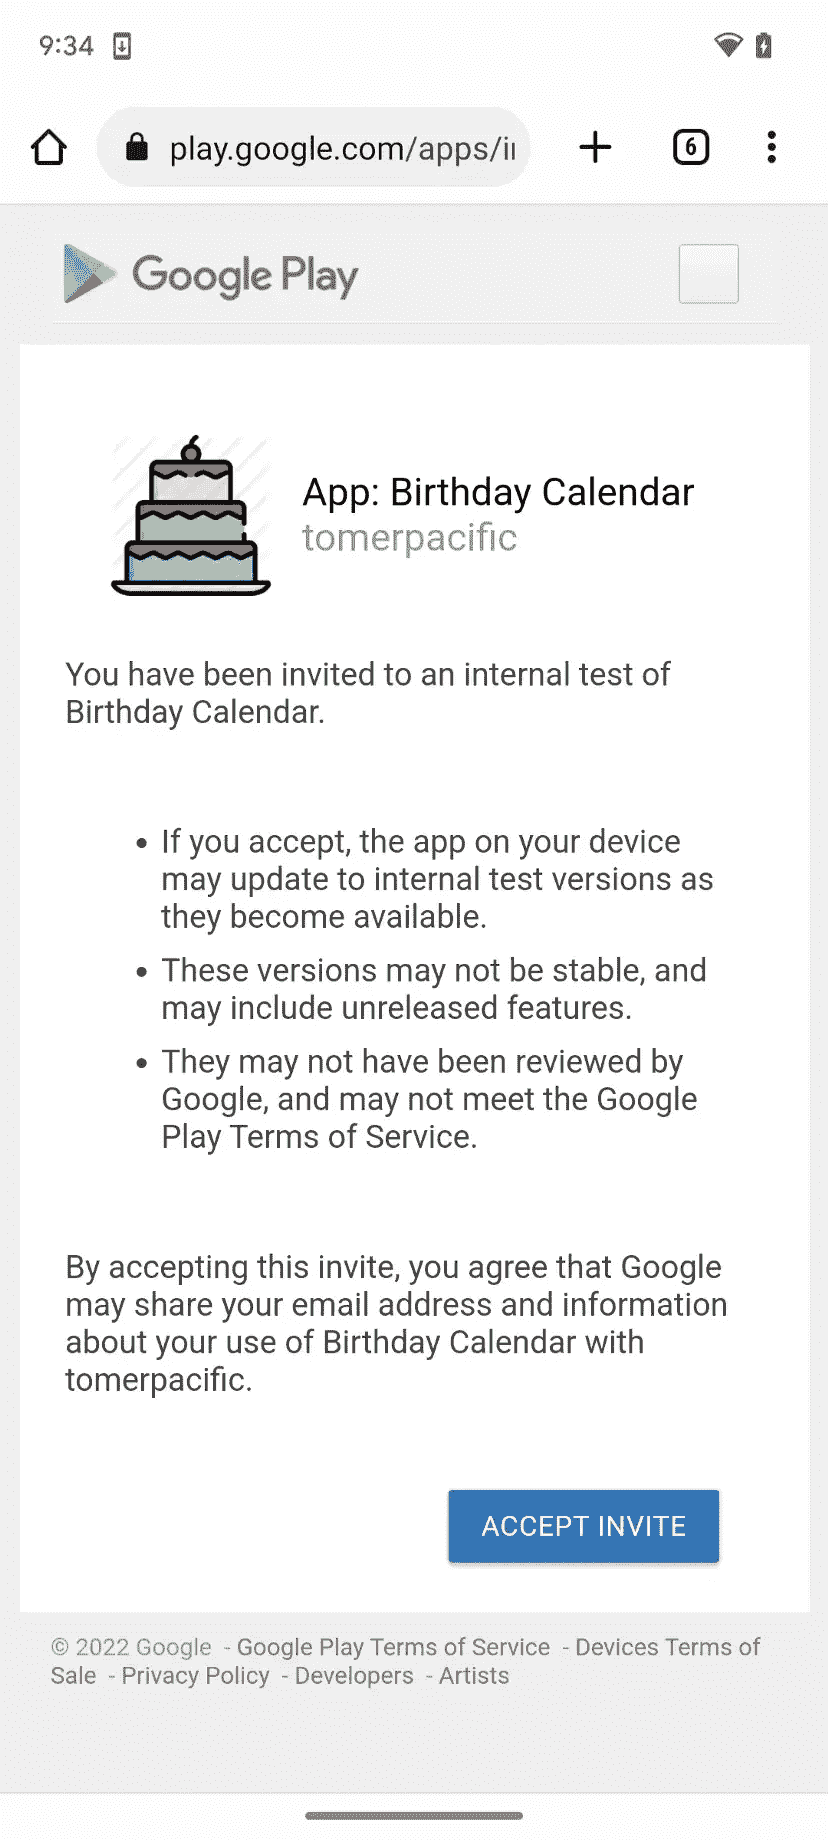 9:34
play.google.com/apps/
6
Google Play
App: Birthday Calendar
tomerpacific
You have been invited to an internal test of
Birthday Calendar.
• If you accept, the app on your device
may update to internal test versions as
they become available.
• These versions may not be stable, and
may include unreleased features.
• They may not have been reviewed by
Google, and may not meet the Google
Play Terms of Service.
By accepting this invite, you agree that Google
may share your email address and information
about your use of Birthday Calendar with
tomerpacific.
ACCEPT INVITE
© 2022 Google - Google Play Terms of Service - Devices Terms of
Sale - Privacy Policy - Developers - Artists